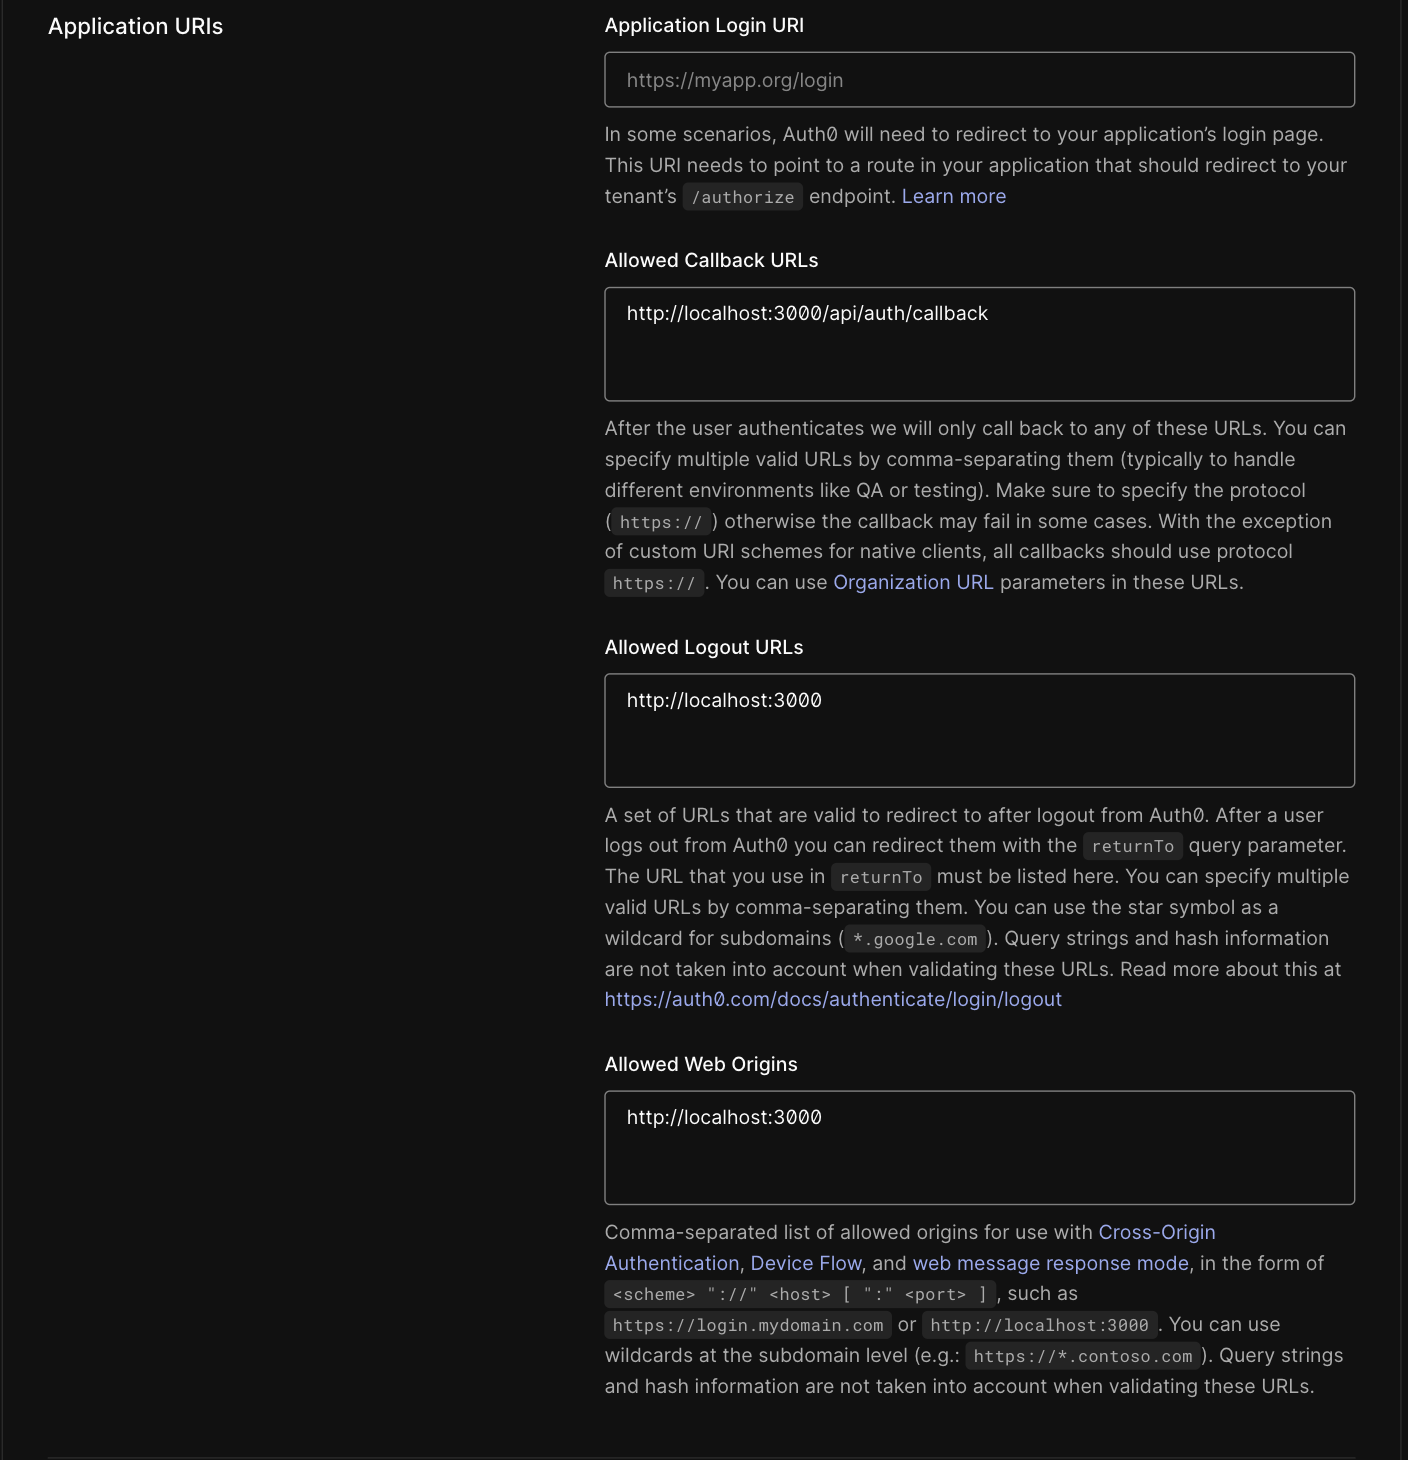 Application URIs
Application Login URI
https://myapp.org/login
In some scenarios, Auth0 will need to redirect to your application’s login page.
This URI needs to point to a route in your application that should redirect to your
tenant’s /authorize endpoint. Learn more
Allowed Callback URLs
http://localhost:3000/api/auth/callback
After the user authenticates we will only call back to any of these URLs. You can
specify multiple valid URLs by comma-separating them (typically to handle
different environments like QA or testing). Make sure to specify the protocol
( https:// ) otherwise the callback may fail in some cases. With the exception
of custom URI schemes for native clients, all callbacks should use protocol
https:// . You can use Organization URL parameters in these URLs.
Allowed Logout URLs
http://localhost:3000
A set of URLs that are valid to redirect to after logout from Auth0. After a user
logs out from Auth0 you can redirect them with the returnTo query parameter.
The URL that you use in returnTo must be listed here. You can specify multiple
valid URLs by comma-separating them. You can use the star symbol as a
wildcard for subdomains ( *.google.com ). Query strings and hash information
are not taken into account when validating these URLs. Read more about this at
https://auth0.com/docs/authenticate/login/logout
Allowed Web Origins
http://localhost:3000
Comma-separated list of allowed origins for use with Cross-Origin
Authentication, Device Flow, and web message response mode, in the form of
<scheme> "://" <host> [ ":" <port> ] , such as
https://login.mydomain.com or http://localhost:3000 . You can use
wildcards at the subdomain level (e.g.: https://*.contoso.com ). Query strings
and hash information are not taken into account when validating these URLs.